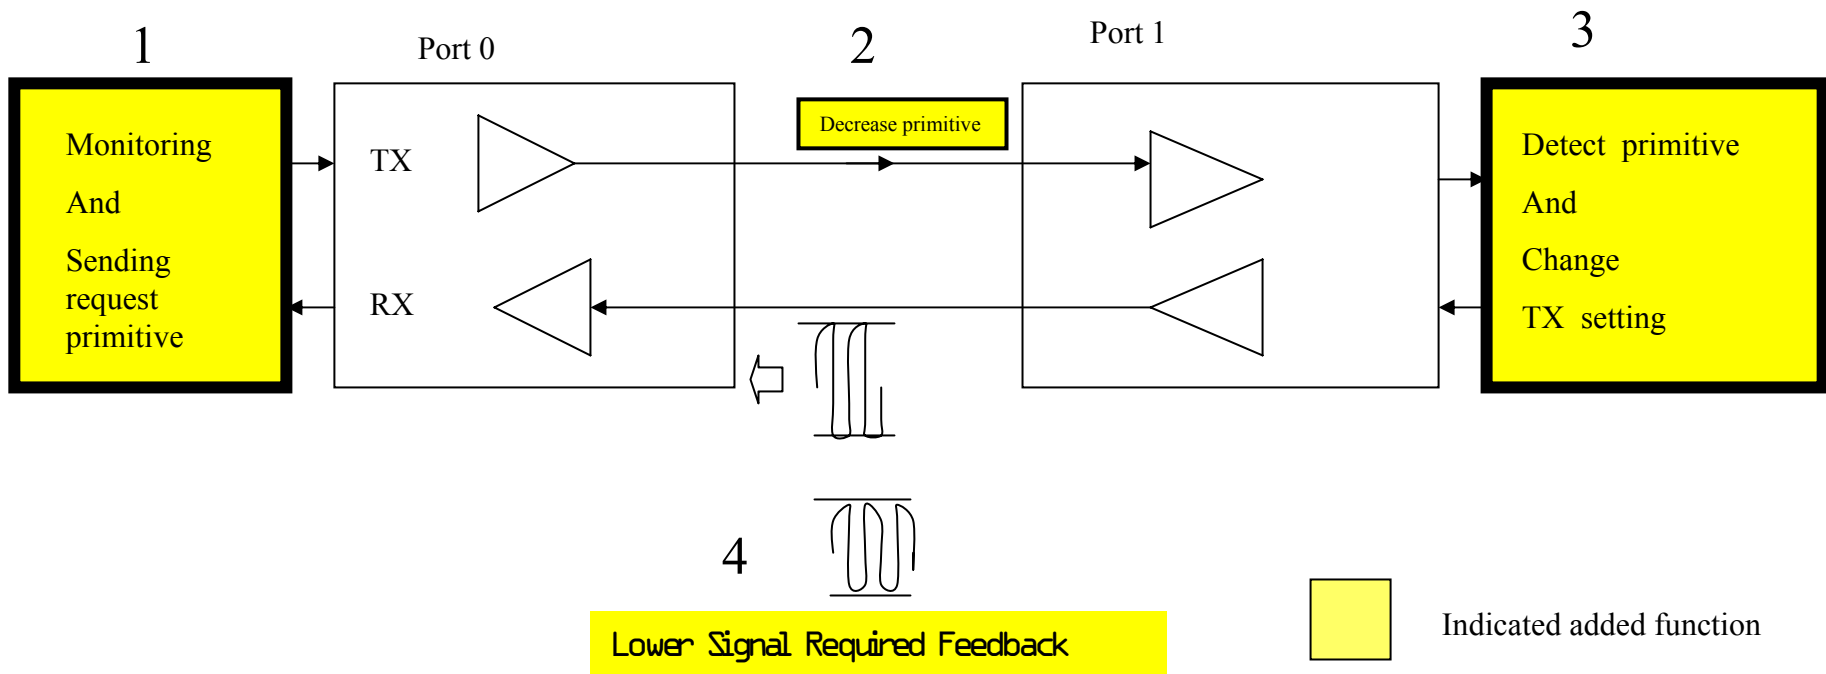 1
Port 0
2
Port 1
3
Monitoring
And
Sending
request
primitive
TX
RX
Decrease primitive
Detect primitive
And
Change
TX setting
4
Lower Signal Required Feedback
Indicated added function